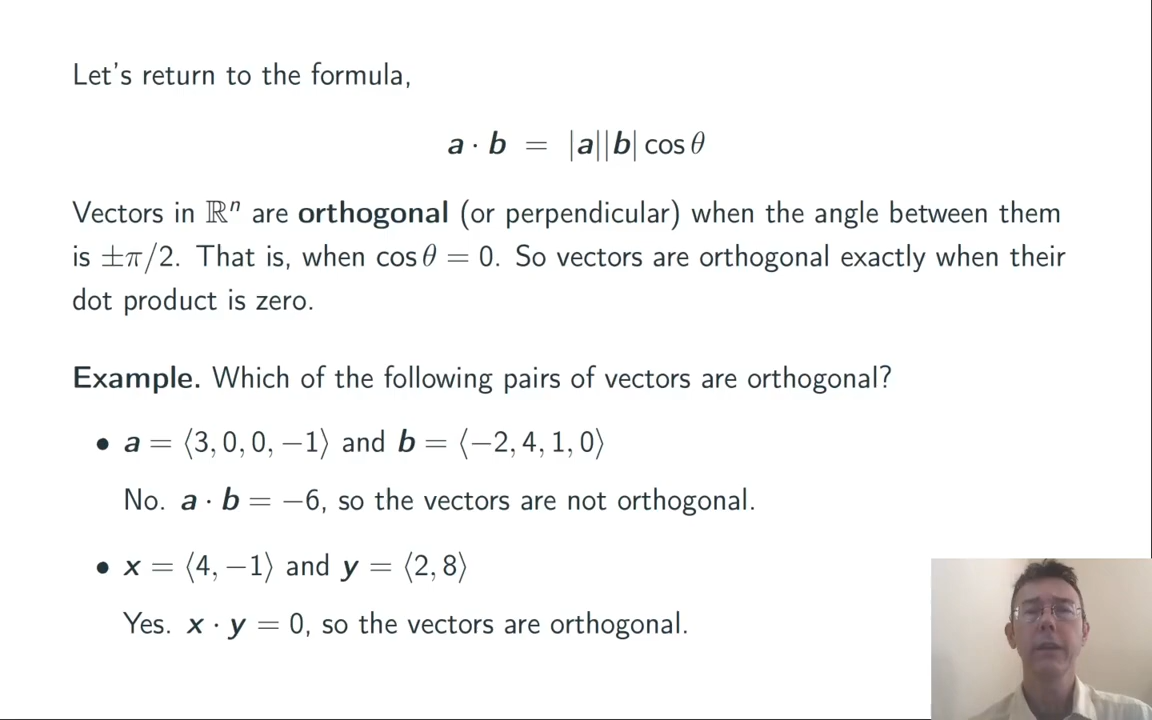 Let's return to the formula,
a · b = |a||b| cos θ
Vectors in ℝⁿ are orthogonal (or perpendicular) when the angle between them
is ±π/2. That is, when cos θ = 0. So vectors are orthogonal exactly when their
dot product is zero.
Example. Which of the following pairs of vectors are orthogonal?
• a = ⟨3, 0, 0, −1⟩ and b = ⟨−2, 4, 1, 0⟩
No. a · b = −6, so the vectors are not orthogonal.
• x = ⟨4, −1⟩ and y = ⟨2, 8⟩
Yes. x · y = 0, so the vectors are orthogonal.